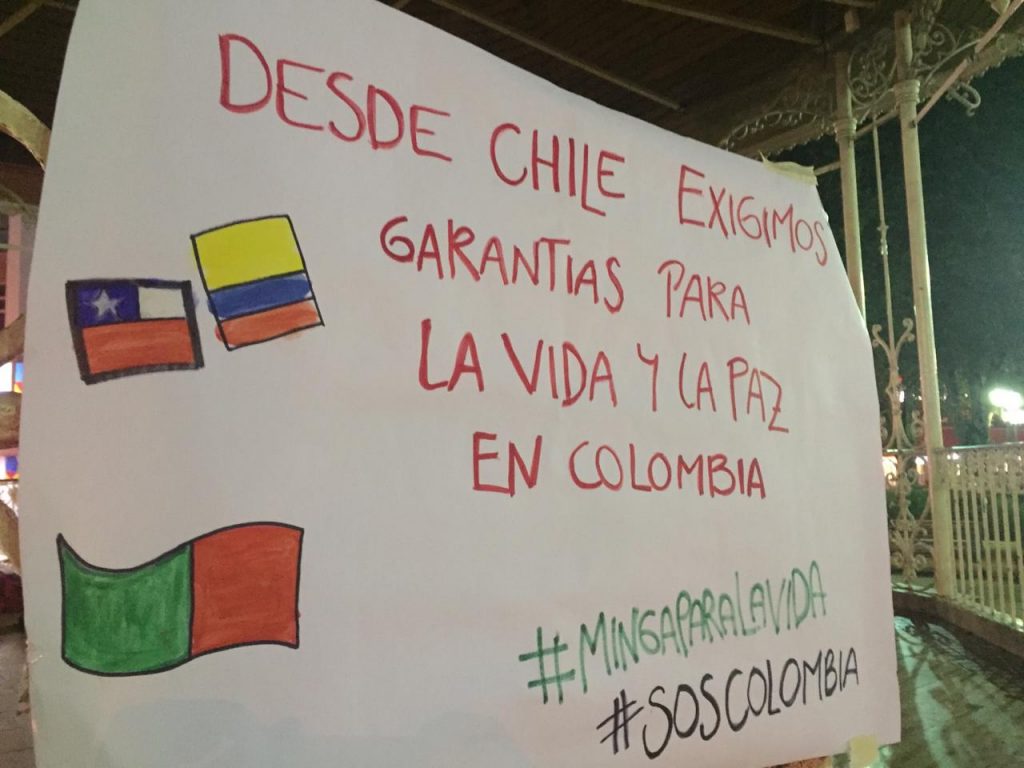 DESDE CHILE EXIGIMOS
GARANTIAS PARA
LA VIDA Y LA PAZ
EN COLOMBIA
#MINGAPARALAVIDA
#SOSCOLOMBIA